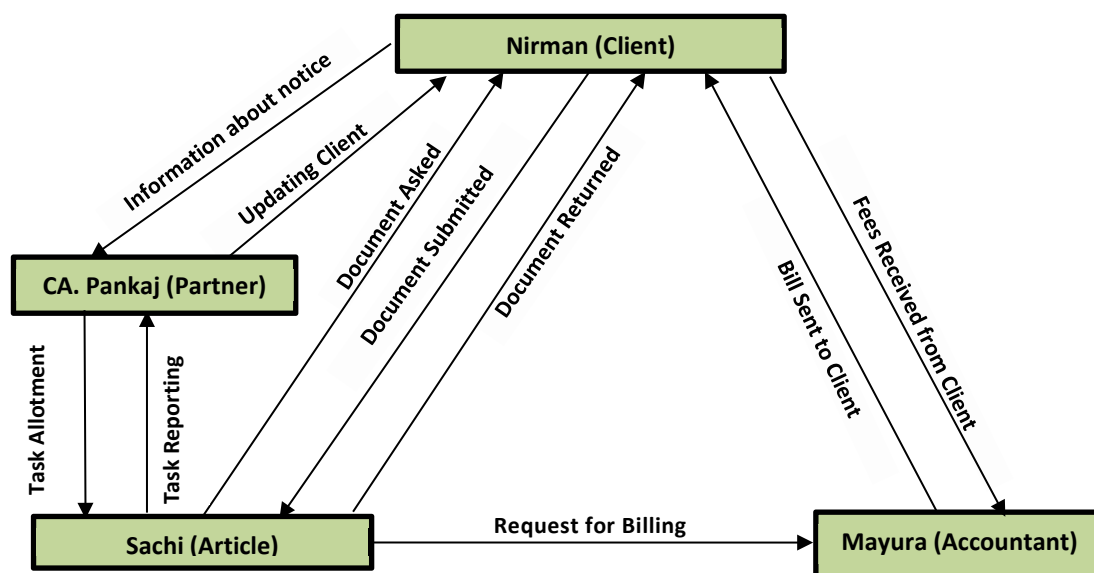 Nirman (Client)
Information about notice
Updating Client
Document Asked
Document Submitted
Document Returned
Fees Received from Client
Bill Sent to Client
CA. Pankaj (Partner)
Task Allotment
Task Reporting
Request for Billing
Sachi (Article)
Mayura (Accountant)